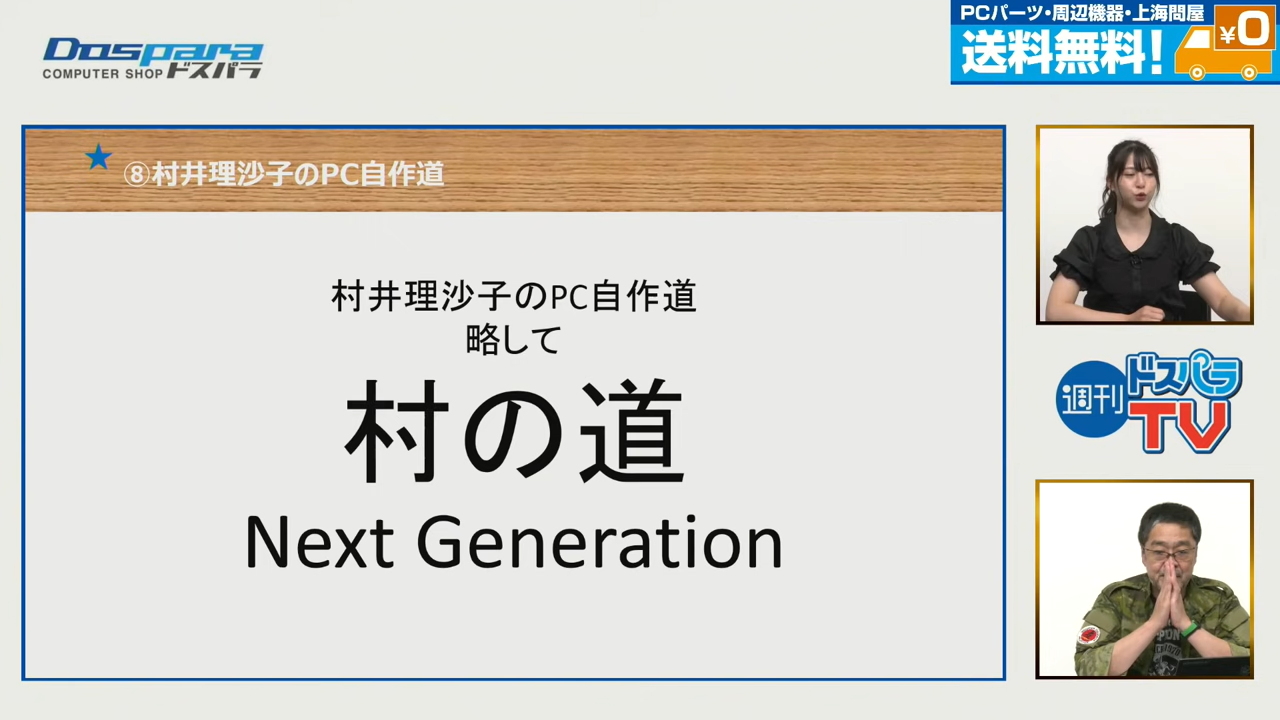 Dospara
COMPUTER SHOP ドスパラ
PCパーツ・周辺機器・上海問屋
送料無料!
¥0
⑧村井理沙子のPC自作道
村井理沙子のPC自作道
略して
村の道
Next Generation
週刊
ドスパラ
TV